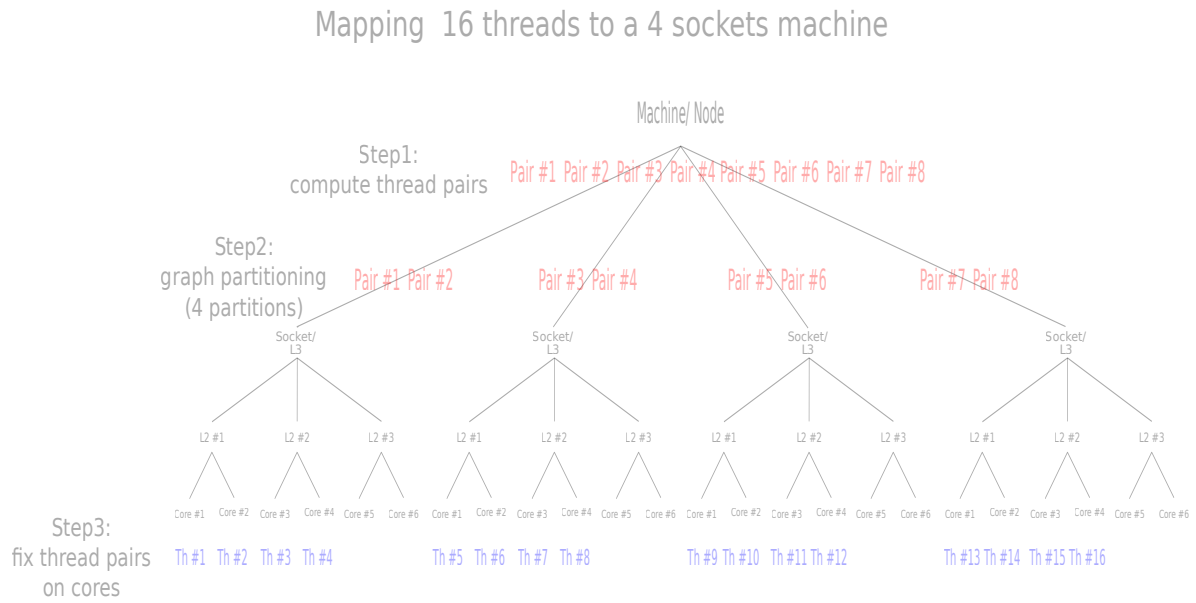 Mapping 16 threads to a 4 sockets machine
Machine/ Node
Step1:
compute thread pairs
Pair #1 Pair #2 Pair #3 Pair #4 Pair #5 Pair #6 Pair #7 Pair #8
Step2:
graph partitioning
(4 partitions)
Pair #1 Pair #2 Pair #3 Pair #4 Pair #5 Pair #6 Pair #7 Pair #8
Socket/ Socket/ Socket/ Socket/
L3 L3 L3 L3
L2 #1 L2 #2 L2 #3 L2 #1 L2 #2 L2 #3 L2 #1 L2 #2 L2 #3 L2 #1 L2 #2 L2 #3
Core #1 Core #2 Core #3 Core #4 Core #5 Core #6 Core #1 Core #2 Core #3 Core #4 Core #5 Core #6 Core #1 Core #2 Core #3 Core #4 Core #5 Core #6 Core #1 Core #2 Core #3 Core #4 Core #5 Core #6
Step3:
fix thread pairs
on cores
Th #1 Th #2 Th #3 Th #4 Th #5 Th #6 Th #7 Th #8 Th #9 Th #10 Th #11 Th #12 Th #13 Th #14 Th #15 Th #16